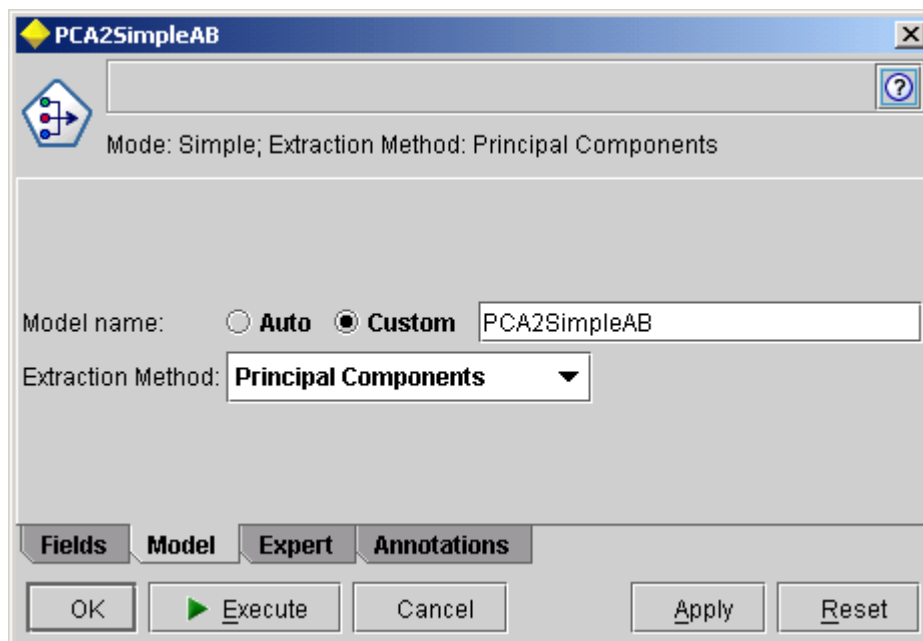 PCA2SimpleAB
Mode: Simple; Extraction Method: Principal Components
Model name: Auto Custom PCA2SimpleAB
Extraction Method: Principal Components
Fields Model Expert Annotations
OK Execute Cancel Apply Reset